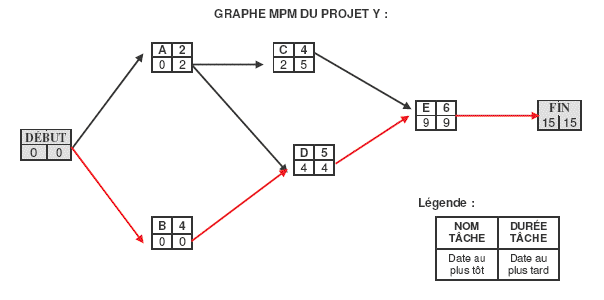 GRAPHE MPM DU PROJET Y :
A 2
0 2
C 4
2 5
E 6
9 9
FIN
15 15
DÉBUT
0 0
D 5
4 4
B 4
0 0
Légende :
NOM TÂCHE
DURÉE TÂCHE
Date au plus tôt
Date au plus tard